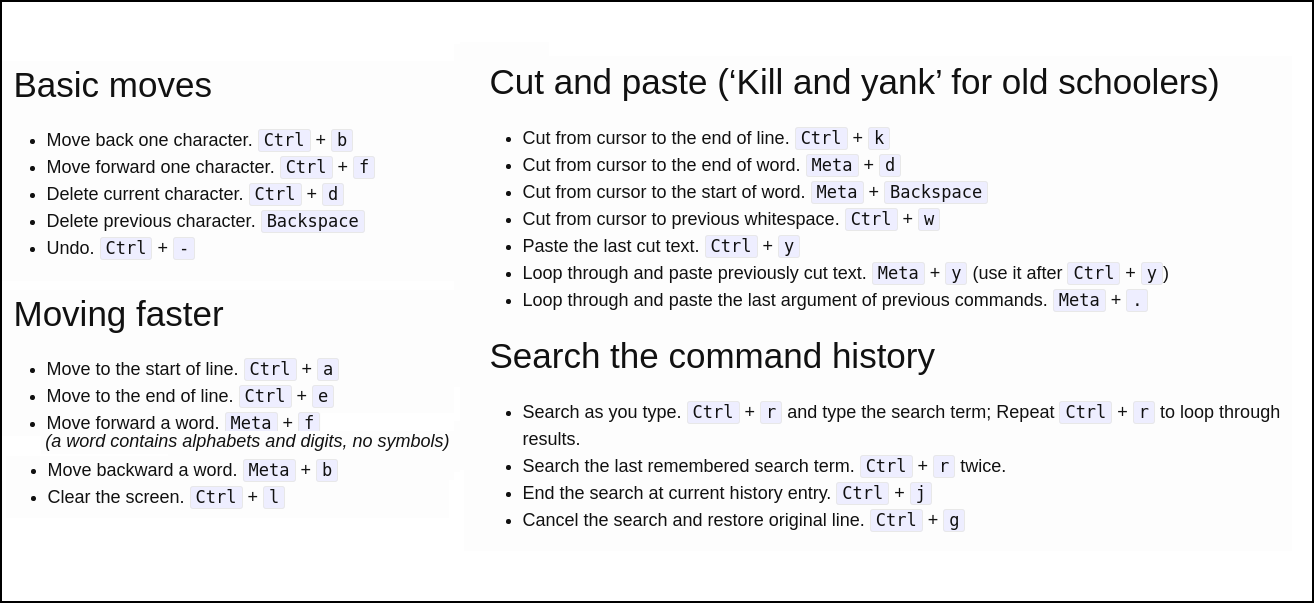 Basic moves
• Move back one character. Ctrl + b
• Move forward one character. Ctrl + f
• Delete current character. Ctrl + d
• Delete previous character. Backspace
• Undo. Ctrl + -
Moving faster
• Move to the start of line. Ctrl + a
• Move to the end of line. Ctrl + e
• Move forward a word. Meta + f
(a word contains alphabets and digits, no symbols)
• Move backward a word. Meta + b
• Clear the screen. Ctrl + l
Cut and paste (‘Kill and yank’ for old schoolers)
• Cut from cursor to the end of line. Ctrl + k
• Cut from cursor to the end of word. Meta + d
• Cut from cursor to the start of word. Meta + Backspace
• Cut from cursor to previous whitespace. Ctrl + w
• Paste the last cut text. Ctrl + y
• Loop through and paste previously cut text. Meta + y (use it after Ctrl + y )
• Loop through and paste the last argument of previous commands. Meta + .
Search the command history
• Search as you type. Ctrl + r and type the search term; Repeat Ctrl + r to loop through
results.
• Search the last remembered search term. Ctrl + r twice.
• End the search at current history entry. Ctrl + j
• Cancel the search and restore original line. Ctrl + g